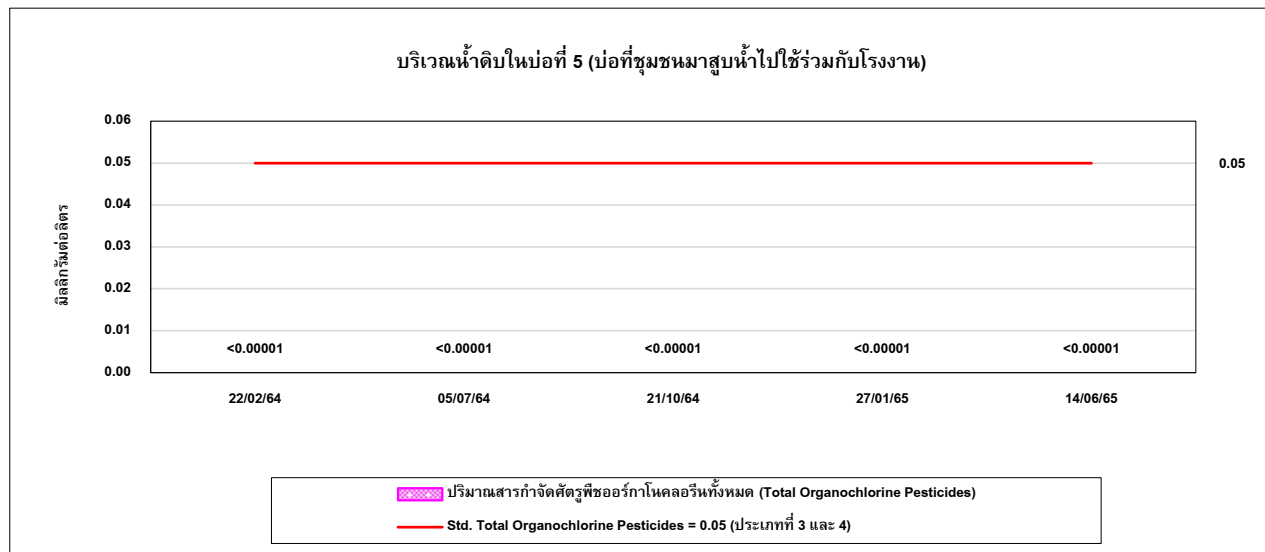 บริเวณน้ำดิบในบ่อที่ 5 (บ่อที่ชุมชนมาสูบน้ำไปใช้ร่วมกับโรงงาน)
มิลลิกรัมต่อลิตร
0.06
0.05
0.04
0.03
0.02
0.01
0.00
0.05
<0.00001 <0.00001 <0.00001 <0.00001 <0.00001
22/02/64 05/07/64 21/10/64 27/01/65 14/06/65
ปริมาณสารกำจัดศัตรูพืชออร์กาโนคลอรีนทั้งหมด (Total Organochlorine Pesticides)
Std. Total Organochlorine Pesticides = 0.05 (ประเภทที่ 3 และ 4)